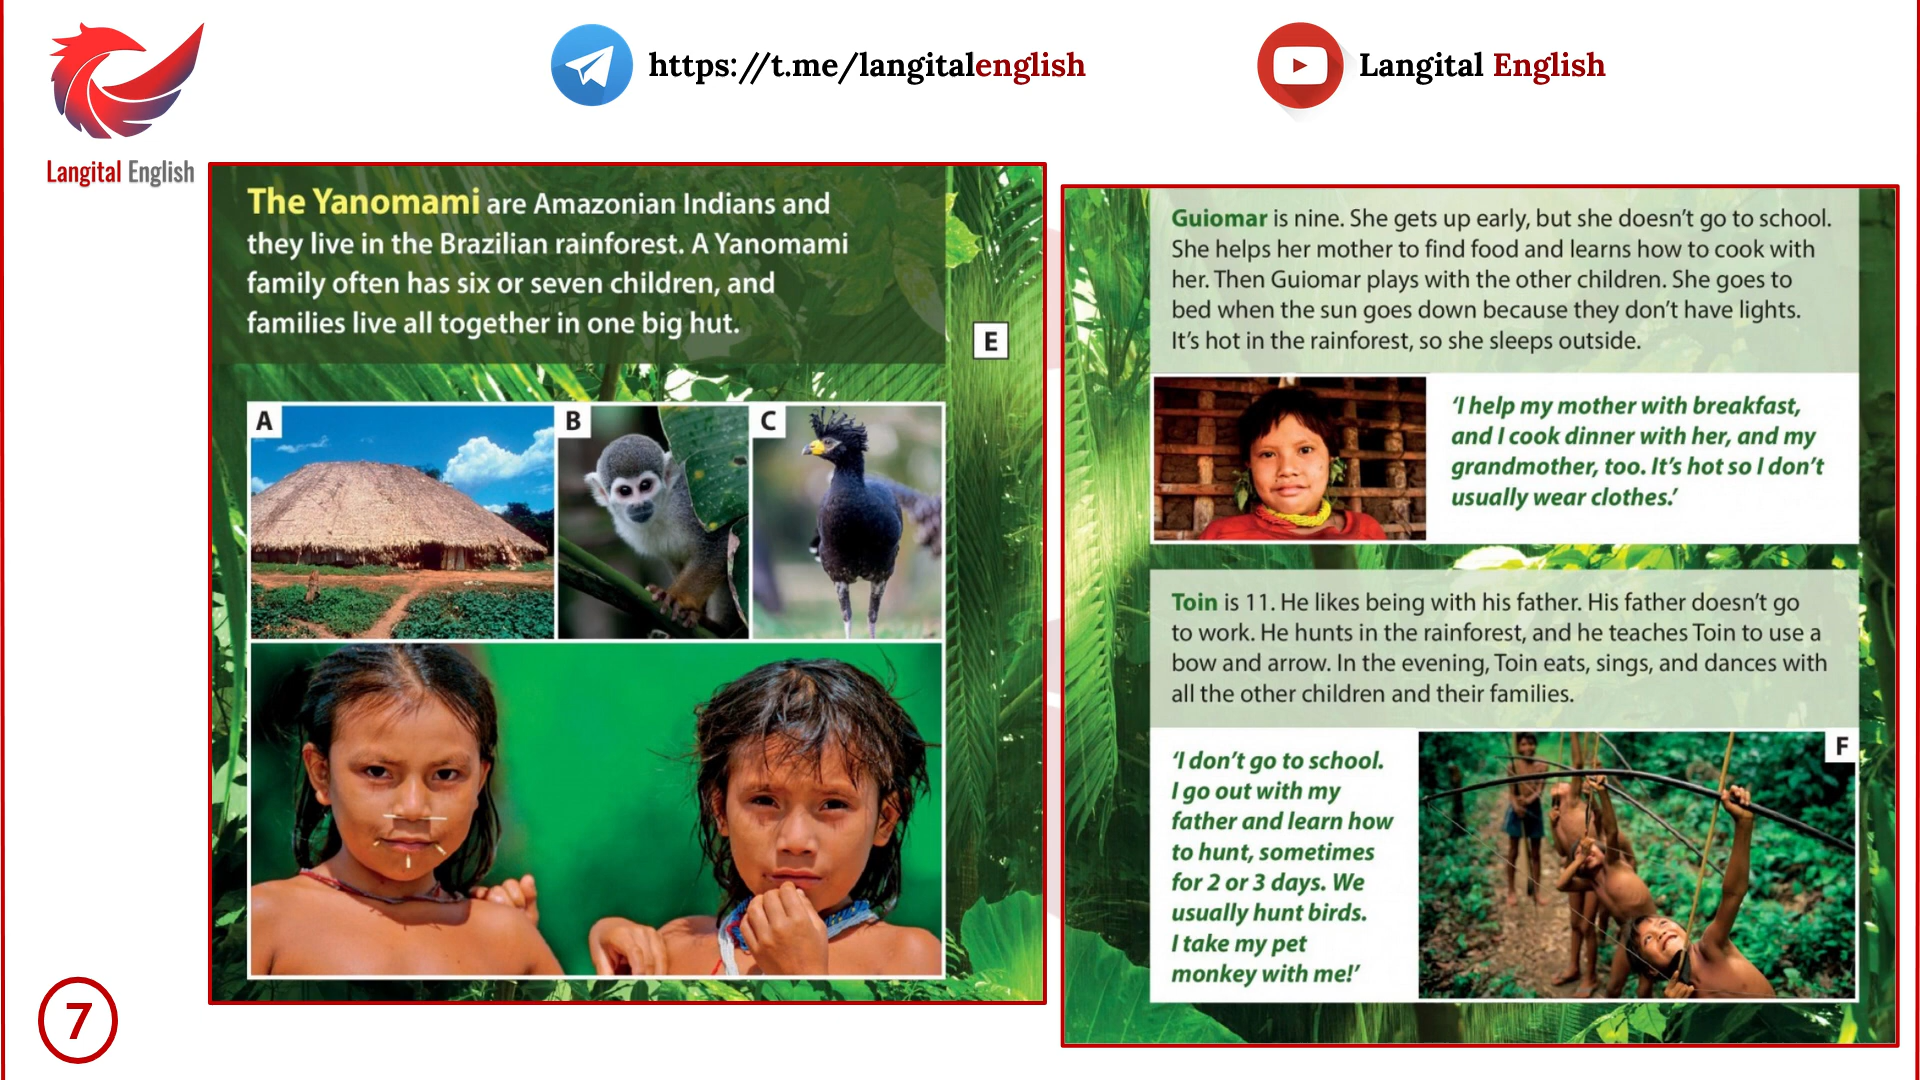 https://t.me/langitalenglish
Langital English
Langital English
The Yanomami are Amazonian Indians and
they live in the Brazilian rainforest. A Yanomami
family often has six or seven children, and
families live all together in one big hut.
E
A
B
C
Guiomar is nine. She gets up early, but she doesn't go to school.
She helps her mother to find food and learns how to cook with
her. Then Guiomar plays with the other children. She goes to
bed when the sun goes down because they don't have lights.
It's hot in the rainforest, so she sleeps outside.
'I help my mother with breakfast,
and I cook dinner with her, and my
grandmother, too. It's hot so I don't
usually wear clothes.'
Toin is 11. He likes being with his father. His father doesn't go
to work. He hunts in the rainforest, and he teaches Toin to use a
bow and arrow. In the evening, Toin eats, sings, and dances with
all the other children and their families.
'I don't go to school.
I go out with my
father and learn how
to hunt, sometimes
for 2 or 3 days. We
usually hunt birds.
I take my pet
monkey with me!'
F
7